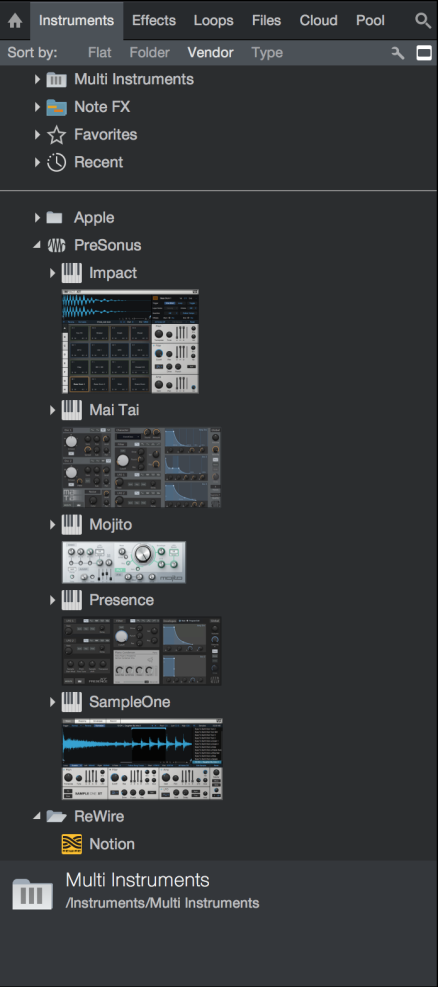 Instruments Effects Loops Files Cloud Pool
Sort by: Flat Folder Vendor Type
Multi Instruments
Note FX
Favorites
Recent
Apple
PreSonus
Impact
Mai Tai
Mojito
mojito
Presence
SampleOne
ReWire
Notion
Multi Instruments
/Instruments/Multi Instruments